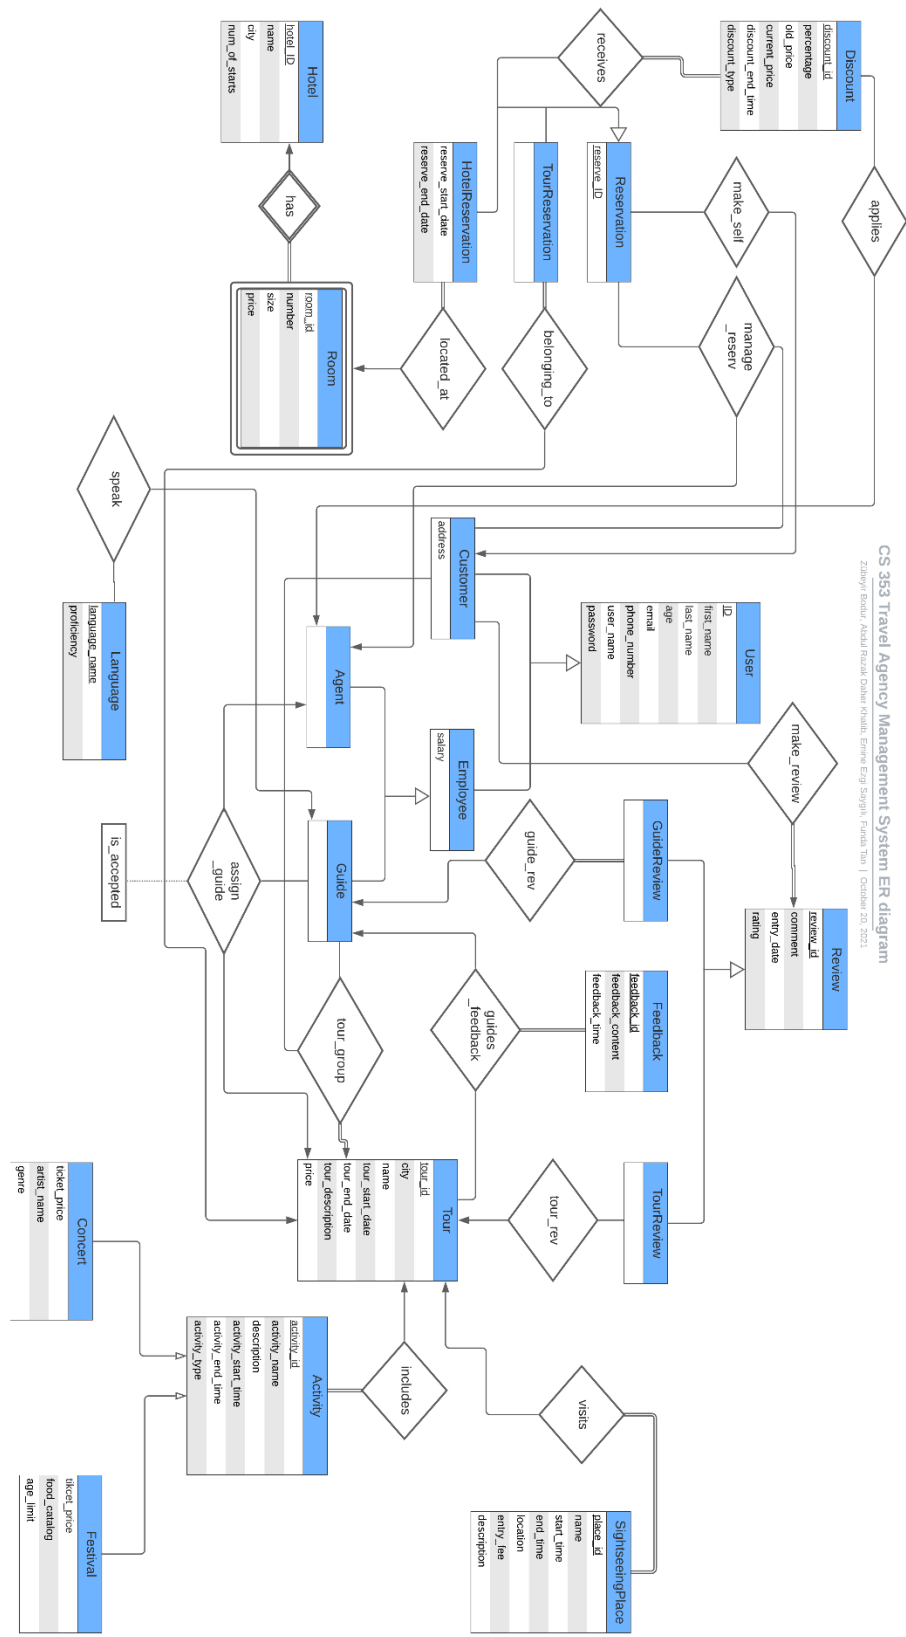 CS 353 Travel Agency Management System ER diagram
Zübeyir Bodur, Abdul Razak Daher Khatib, Emine Ezgi Saygılı, Funda Tan | October 20, 2021
Discount
discount_id
percentage
old_price
current_price
discount_end_time
discount_type
applies
receives
Reservation
reserve_ID
make_self
manage
_reserv
TourReservation
belonging_to
HotelReservation
reserve_start_date
reserve_end_date
located_at
Hotel
hotel_ID
name
city
num_of_starts
has
Room
room_id
number
size
price
User
ID
first_name
last_name
age
email
phone_number
user_name
password
Customer
address
Employee
salary
Agent
Guide
speak
Language
language_name
proficiency
assign
_guide
is_accepted
make_review
Review
review_id
comment
entry_date
rating
GuideReview
guide_rev
Feedback
feedback_id
feedback_content
feedback_time
guides
_feedback
tour_group
TourReview
tour_rev
Tour
tour_id
city
name
tour_start_date
tour_end_date
tour_description
price
includes
visits
SightseeingPlace
place_id
name
start_time
end_time
location
entry_fee
description
Activity
activity_id
activity_name
description
activity_start_time
activity_end_time
activity_type
Concert
ticket_price
artist_name
genre
Festival
tikcet_price
food_catalog
age_limit